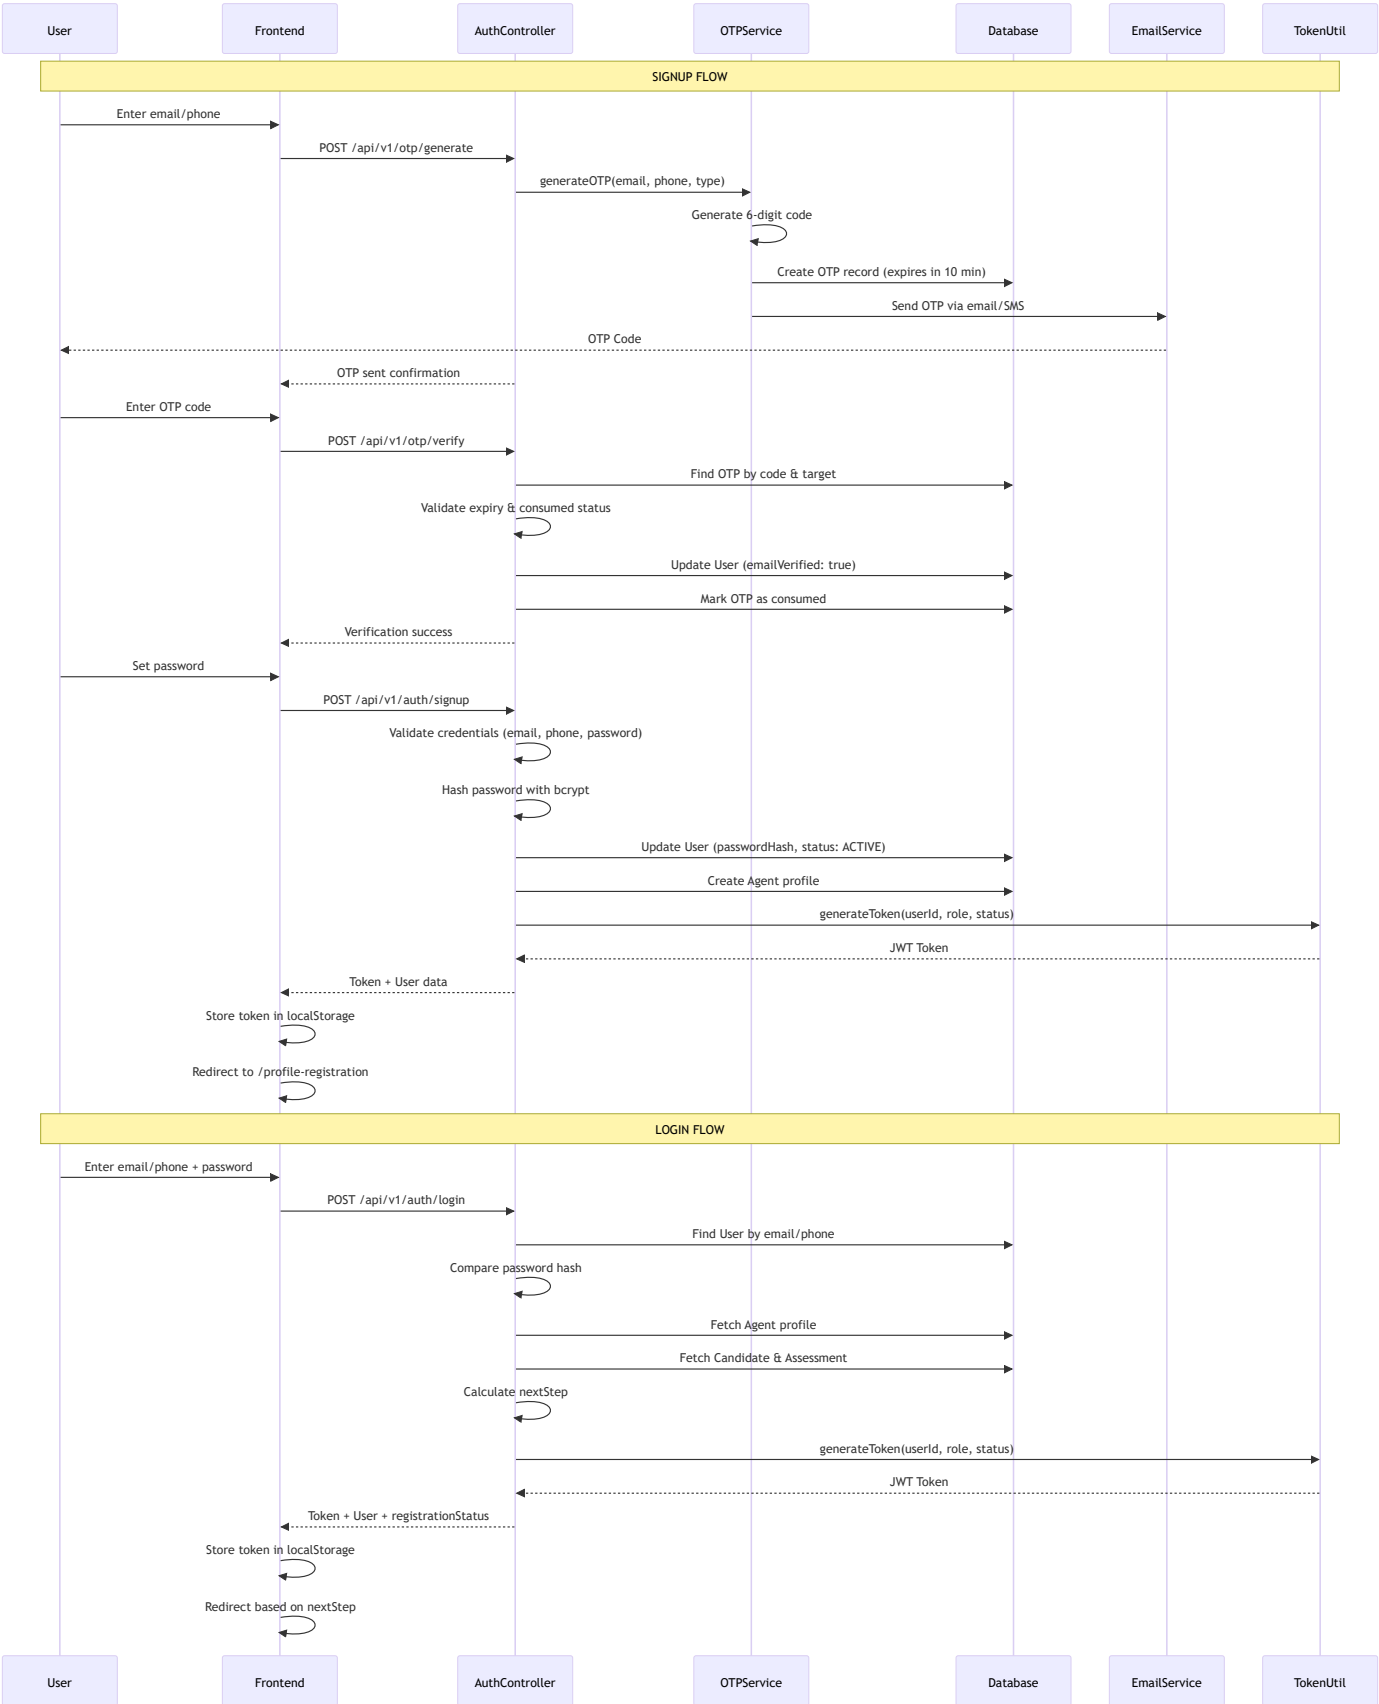 User
Frontend
AuthController
OTPService
Database
EmailService
TokenUtil
SIGNUP FLOW
Enter email/phone
POST /api/v1/otp/generate
generateOTP(email, phone, type)
Generate 6-digit code
Create OTP record (expires in 10 min)
Send OTP via email/SMS
OTP Code
OTP sent confirmation
Enter OTP code
POST /api/v1/otp/verify
Find OTP by code & target
Validate expiry & consumed status
Update User (emailVerified: true)
Mark OTP as consumed
Verification success
Set password
POST /api/v1/auth/signup
Validate credentials (email, phone, password)
Hash password with bcrypt
Update User (passwordHash, status: ACTIVE)
Create Agent profile
generateToken(userId, role, status)
JWT Token
Token + User data
Store token in localStorage
Redirect to /profile-registration
LOGIN FLOW
Enter email/phone + password
POST /api/v1/auth/login
Find User by email/phone
Compare password hash
Fetch Agent profile
Fetch Candidate & Assessment
Calculate nextStep
generateToken(userId, role, status)
JWT Token
Token + User + registrationStatus
Store token in localStorage
Redirect based on nextStep
User
Frontend
AuthController
OTPService
Database
EmailService
TokenUtil